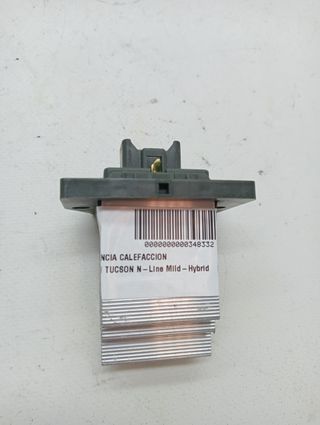 0000000000348332
NCIA CALEFACCION
TUCSON N-Line Mild-Hybrid